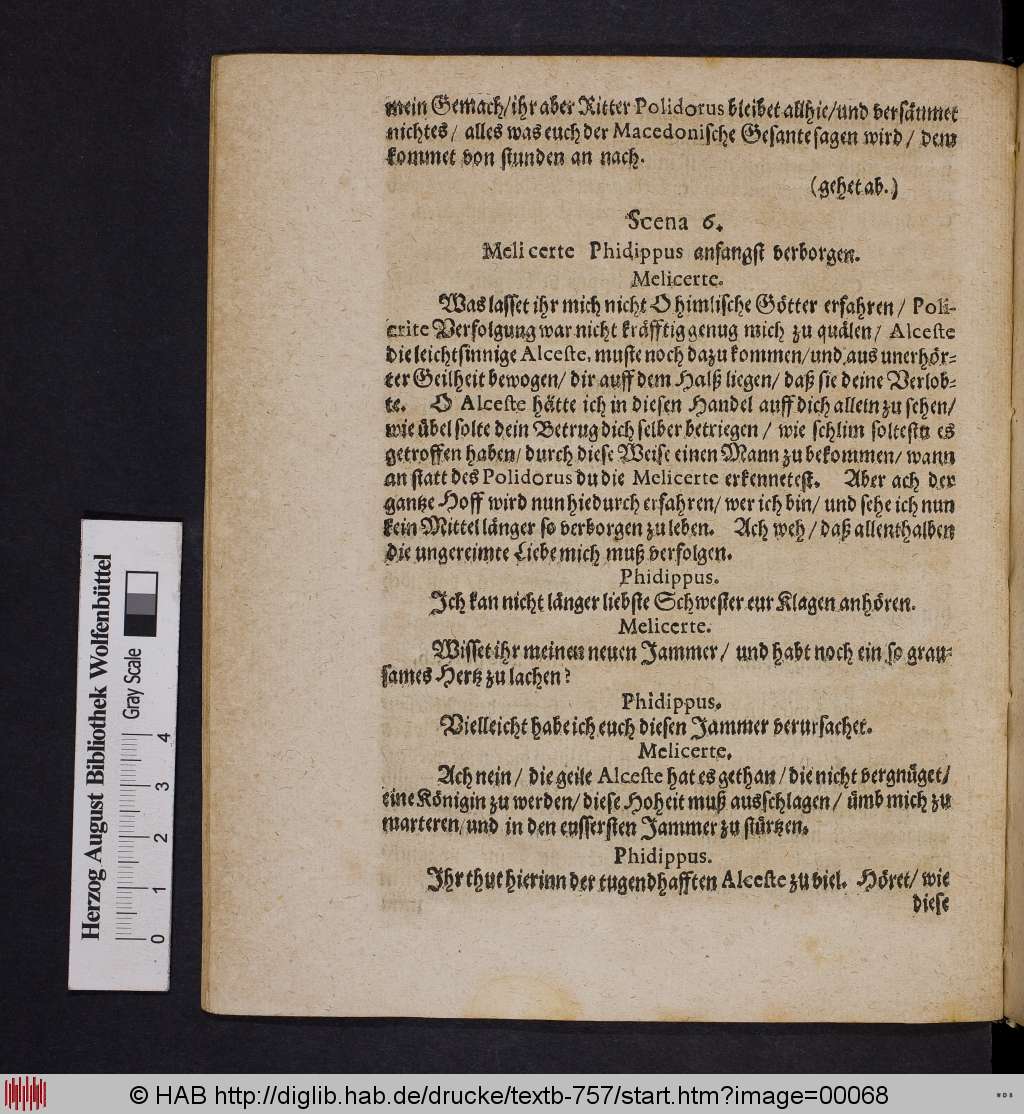 mein Gemach/ ihr aber Ritter Polidorus bleibet allhie/ und versäumet
nichtes/ alles was euch der Macedonische Gesante sagen wird/ dem
kommet von stunden an nach.
(gehet ab.)
Scena 6.
Melicerte Phidippus anfangst verborgen.
Melicerte.
Was lasset ihr mich nicht O himlische Götter erfahren/ Poli-
crite Verfolgung war nicht kräfftig genug mich zu quälen/ Alceste
die leichtsinnige Alceste, muste noch dazu kommen/ und aus unerhör-
ter Geilheit bewogen/ dir auff dem Halß liegen/ daß sie deine Verlob-
te. O Alceste hätte ich in diesen Handel auff dich allein zu sehen/
wie übel solte dein Betrug dich selber betriegen/ wie schlim soltestu es
getroffen haben/ durch diese Weise einen Mann zu bekommen/ wann
an statt des Polidorus du die Melicerte erkennetest. Aber ach der
gantze Hoff wird nun hiedurch erfahren/ wer ich bin/ und sehe ich nun
kein Mittel länger so verborgen zu leben. Ach weh/ daß allenthalben
die ungereimte Liebe mich muß verfolgen.
Phidippus.
Ich kan nicht länger liebste Schwester eur Klagen anhören.
Melicerte.
Wisset ihr meinen neuen Jammer/ und habt noch ein so grau-
sames Hertz zu lachen?
Phidippus.
Vielleicht habe ich euch diesen Jammer verursachet.
Melicerte.
Ach nein/ die geile Alceste hat es gethan/ die nicht vergnüget/
eine Königin zu werden/ diese Hoheit muß ausschlagen/ ümb mich zu
marteren/ und in den eussersten Jammer zu stürtzen.
Phidippus.
Ihr thut hierinn der tugendhafften Alceste zu viel. Höret/ wie
diese
Herzog August Bibliothek Wolfenbüttel
Gray Scale
0 1 2 3 4
© HAB http://diglib.hab.de/drucke/textb-757/start.htm?image=00068